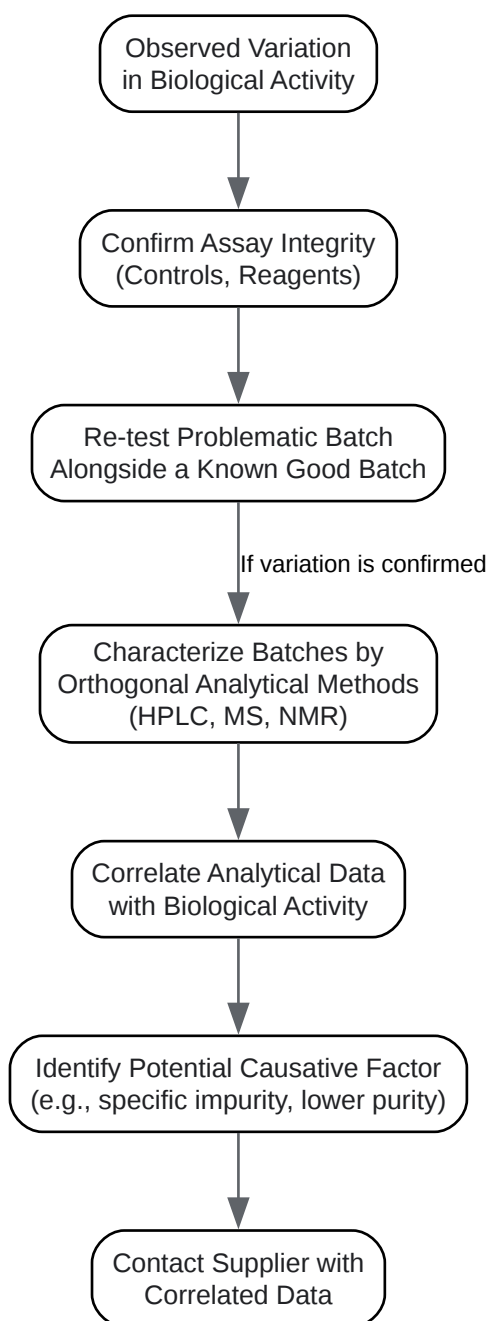 Observed Variation
in Biological Activity
Confirm Assay Integrity
(Controls, Reagents)
Re-test Problematic Batch
Alongside a Known Good Batch
If variation is confirmed
Characterize Batches by
Orthogonal Analytical Methods
(HPLC, MS, NMR)
Correlate Analytical Data
with Biological Activity
Identify Potential Causative Factor
(e.g., specific impurity, lower purity)
Contact Supplier with
Correlated Data